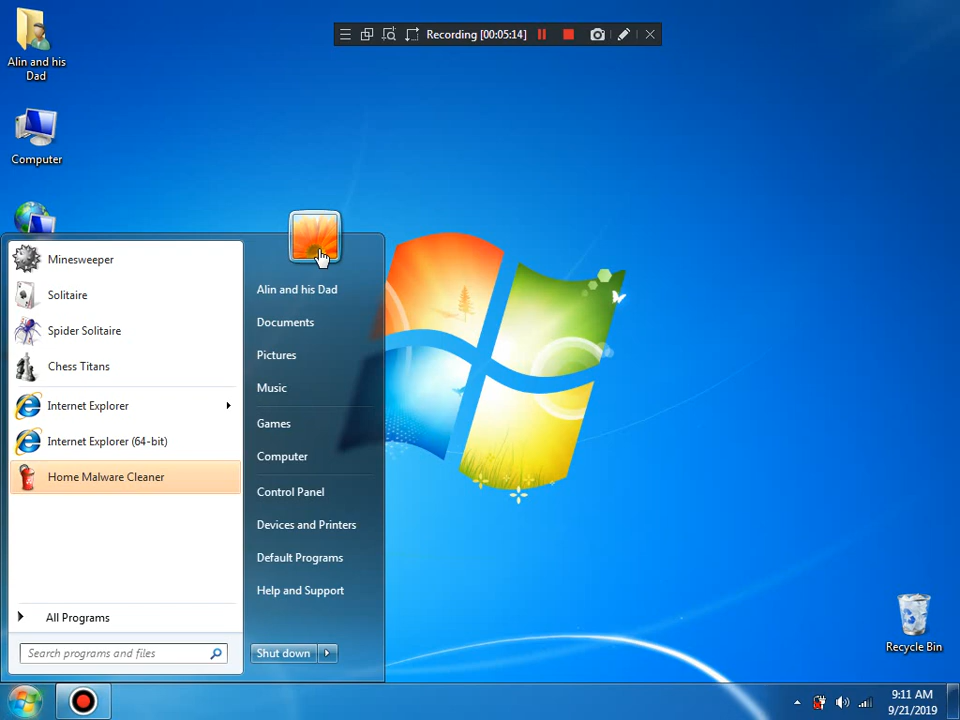 Alin and his
Dad
Recording [00:05:14]
Computer
Minesweeper
Solitaire
Spider Solitaire
Chess Titans
Internet Explorer
Internet Explorer (64-bit)
Home Malware Cleaner
All Programs
Search programs and files
Alin and his Dad
Documents
Pictures
Music
Games
Computer
Control Panel
Devices and Printers
Default Programs
Help and Support
Shut down
Recycle Bin
9:11 AM
9/21/2019